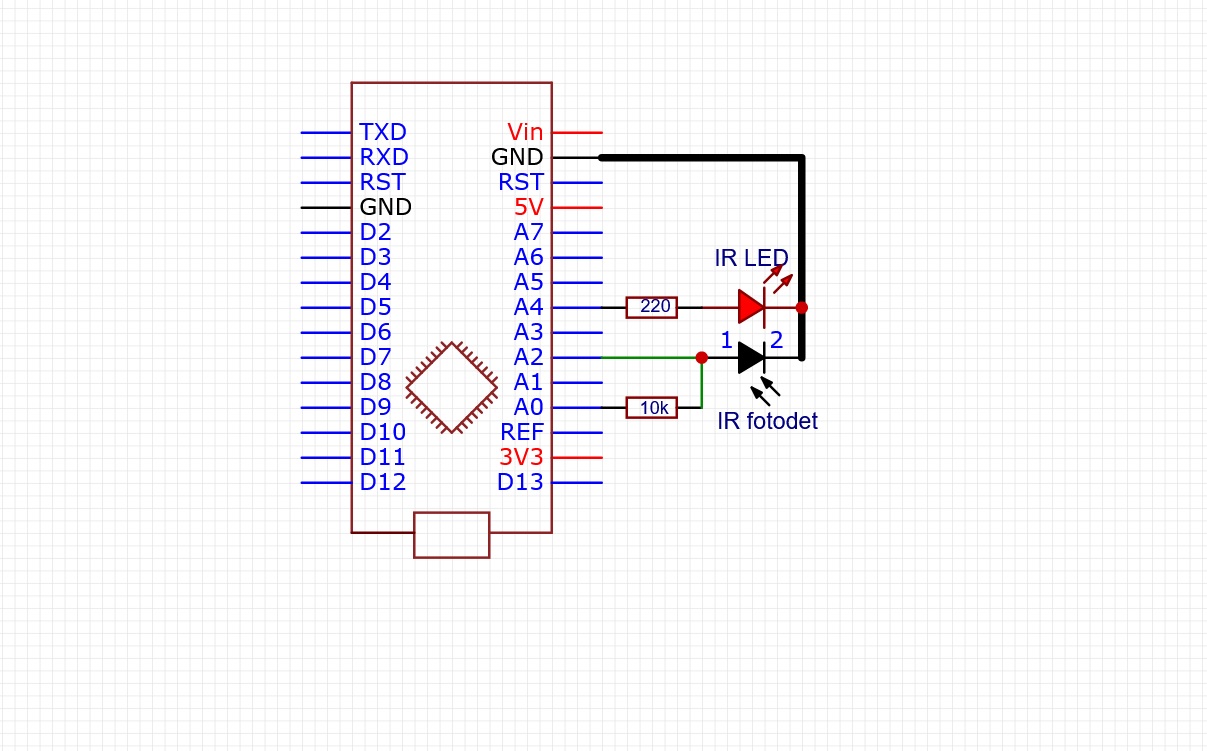 TXD
RXD
RST
GND
D2
D3
D4
D5
D6
D7
D8
D9
D10
D11
D12
Vin
GND
RST
5V
A7
A6
A5
A4
A3
A2
A1
A0
REF
3V3
D13
220
10k
IR LED
1 2
IR fotodet